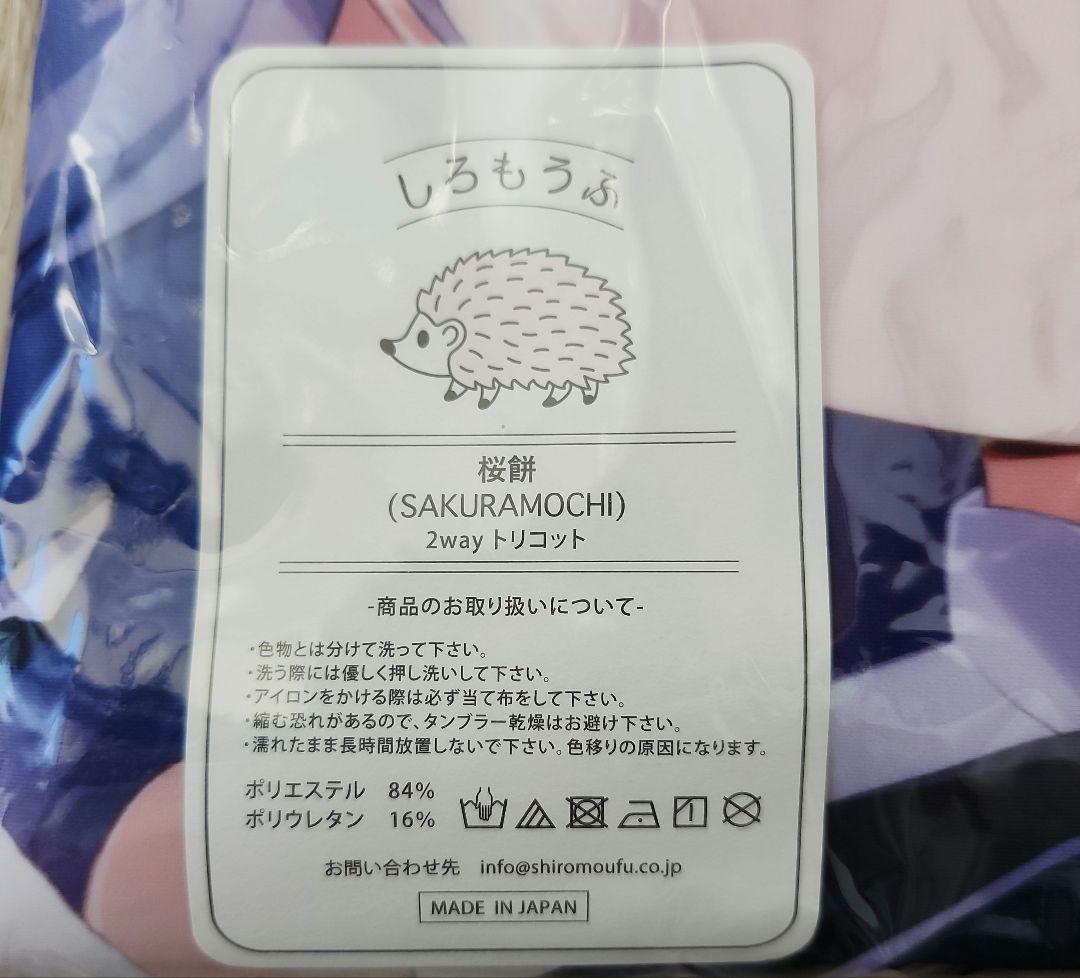 しろもうふ
桜餅
(SAKURAMOCHI)
2way トリコット
-商品のお取り扱いについて-
・色物とは分けて洗って下さい。
・洗う際には優しく押し洗いして下さい。
・アイロンをかける際は必ず当て布をして下さい。
・縮む恐れがあるので、タンブラー乾燥はお避け下さい。
・濡れたまま長時間放置しないで下さい。色移りの原因になります。
ポリエステル 84%
ポリウレタン 16%
お問い合わせ先 info@shiromoufu.co.jp
MADE IN JAPAN